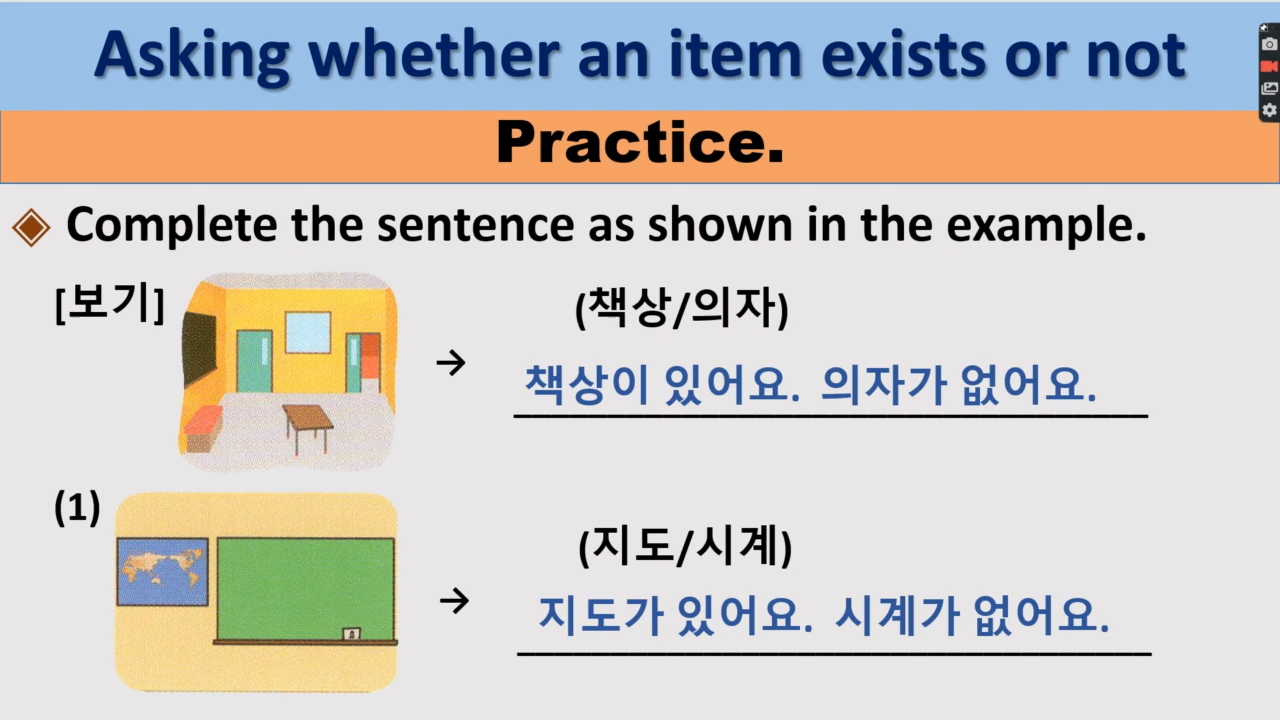 Asking whether an item exists or not
Practice.
Complete the sentence as shown in the example.
[보기]
(책상/의자)
→
책상이 있어요. 의자가 없어요.
(1)
(지도/시계)
→
지도가 있어요. 시계가 없어요.